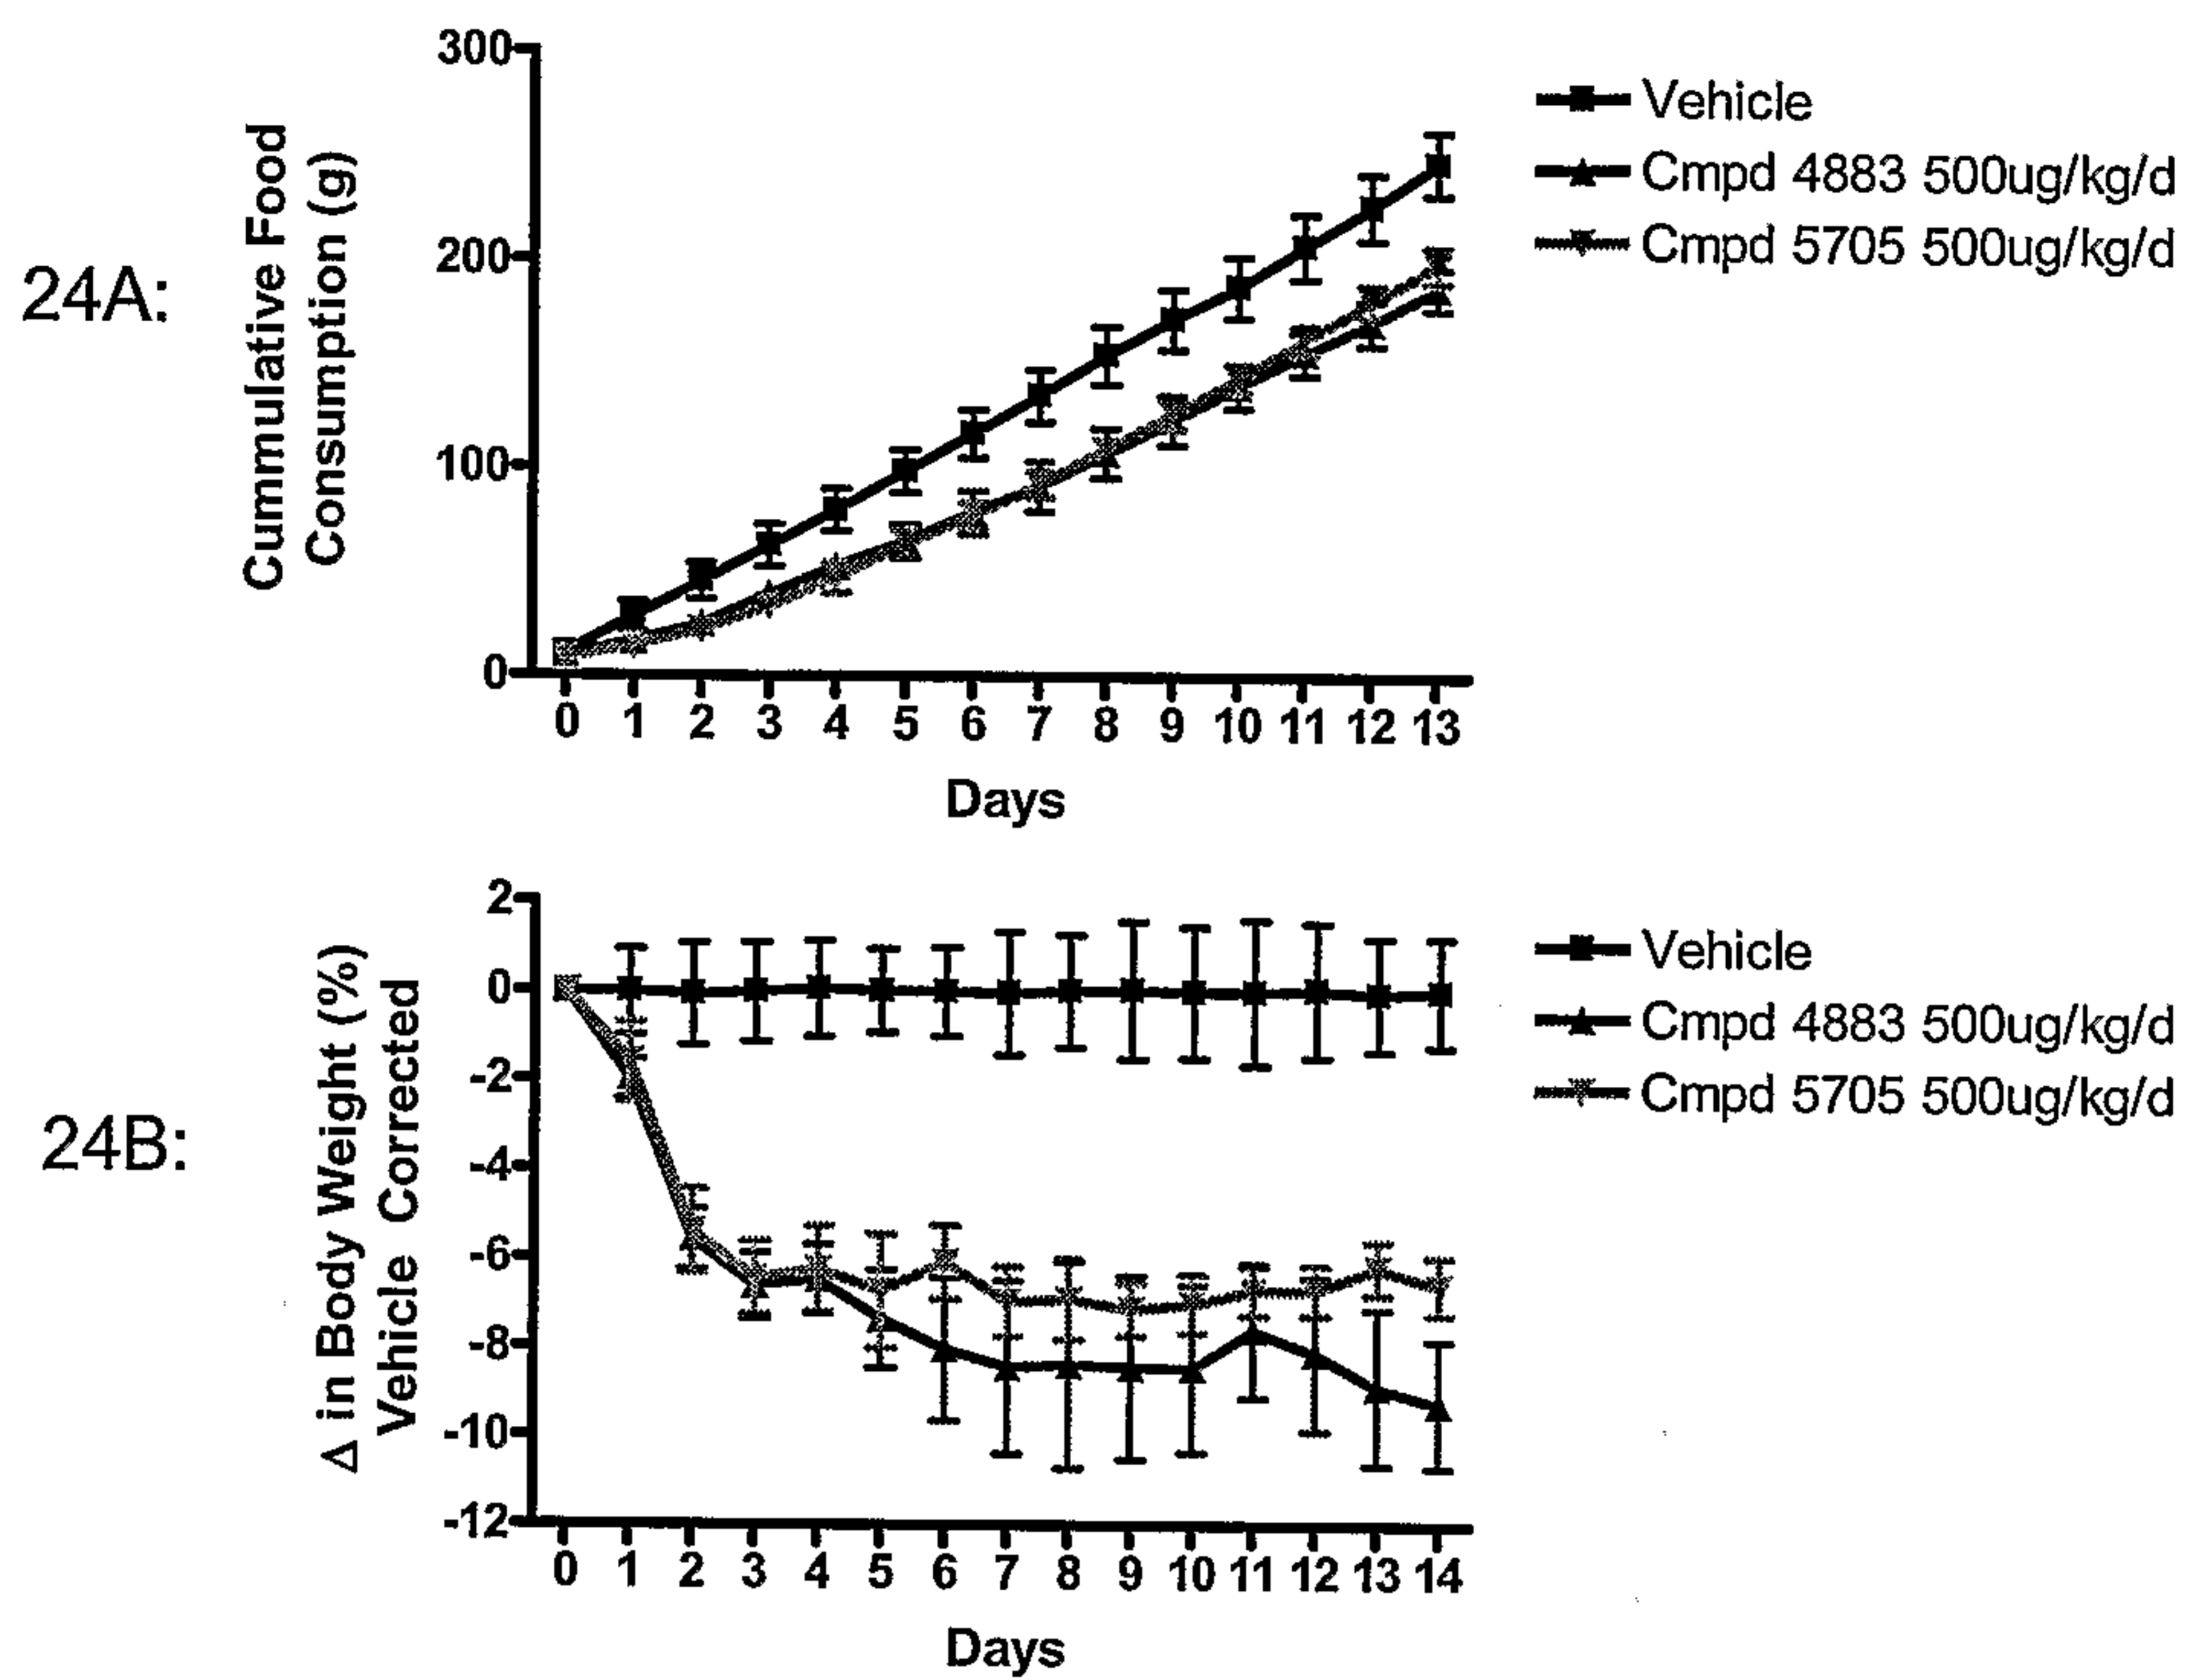 24A:
Cummulative Food
Consumption (g)
300
200
100
0
0 1 2 3 4 5 6 7 8 9 10 11 12 13
Days
Vehicle
Cmpd 4883 500ug/kg/d
Cmpd 5705 500ug/kg/d
24B:
Δ in Body Weight (%)
Vehicle Corrected
2
0
-2
-4
-6
-8
-10
-12
0 1 2 3 4 5 6 7 8 9 10 11 12 13 14
Days
Vehicle
Cmpd 4883 500ug/kg/d
Cmpd 5705 500ug/kg/d